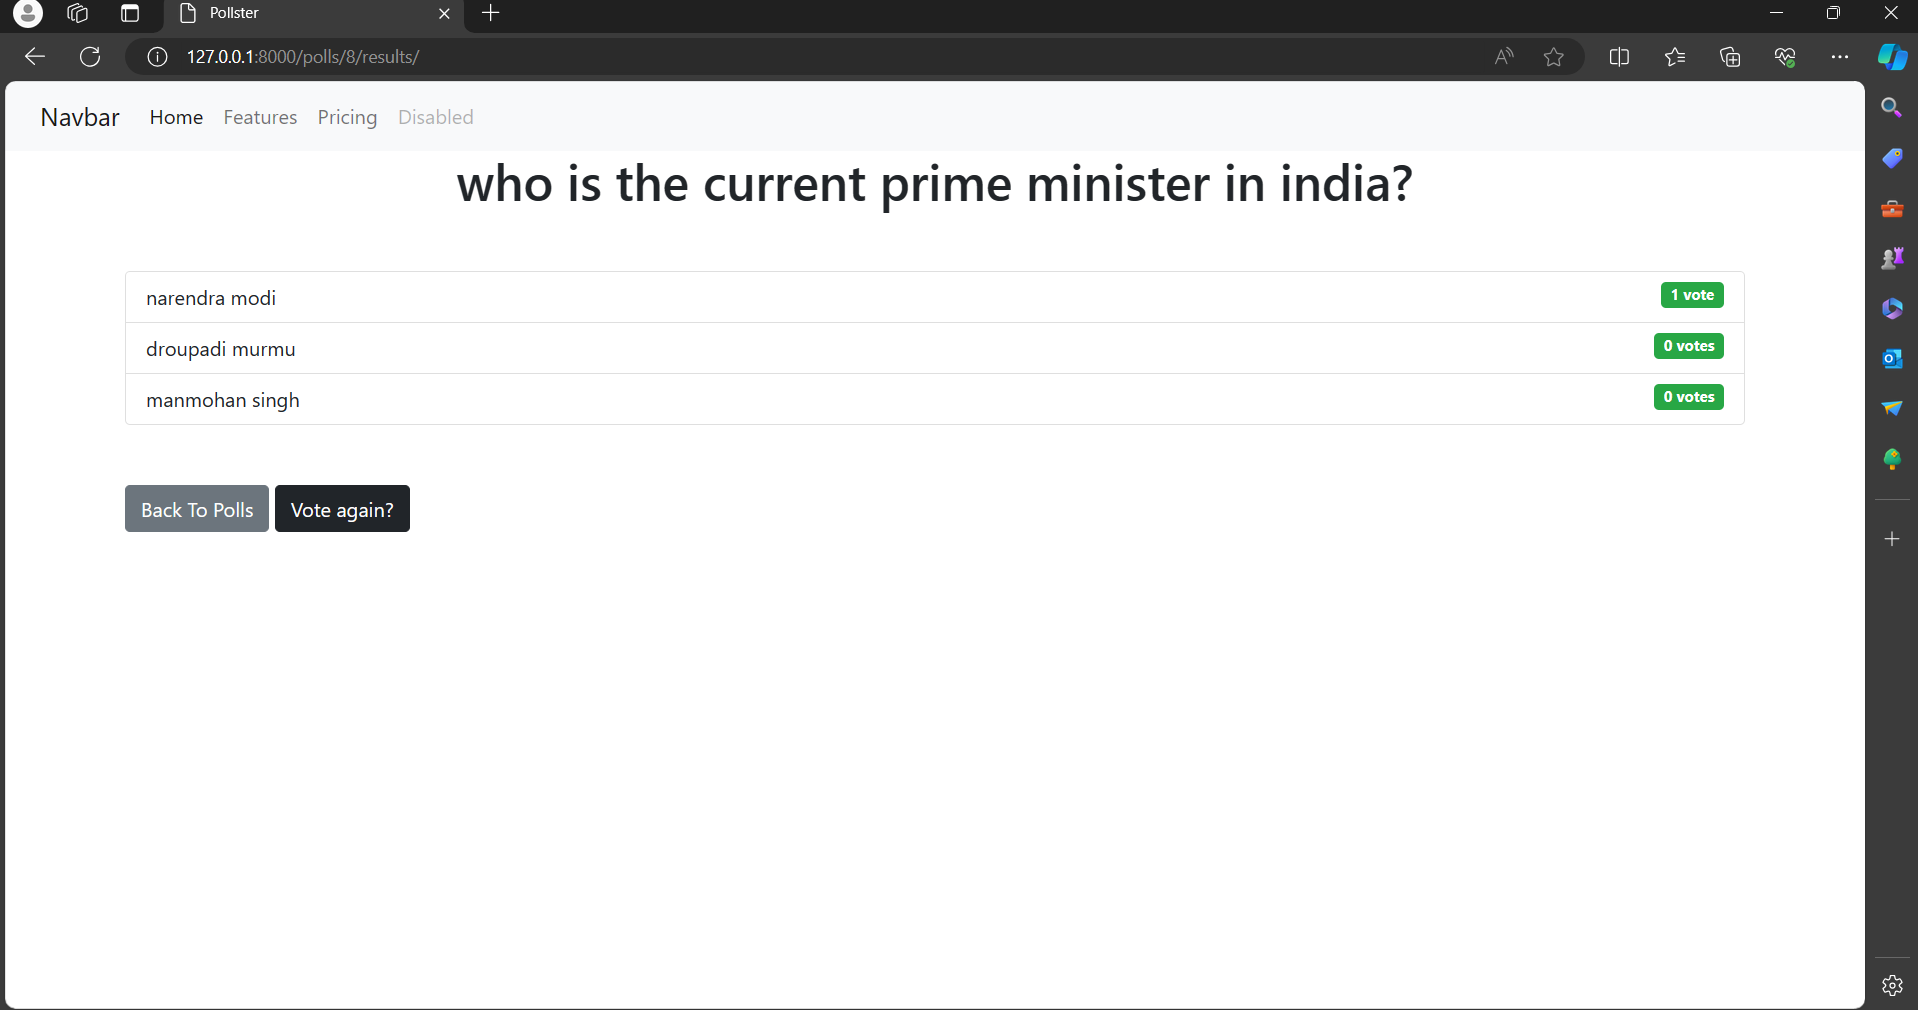 Pollster
127.0.0.1:8000/polls/8/results/
Navbar Home Features Pricing Disabled
who is the current prime minister in india?
narendra modi 1 vote
droupadi murmu 0 votes
manmohan singh 0 votes
Back To Polls Vote again?